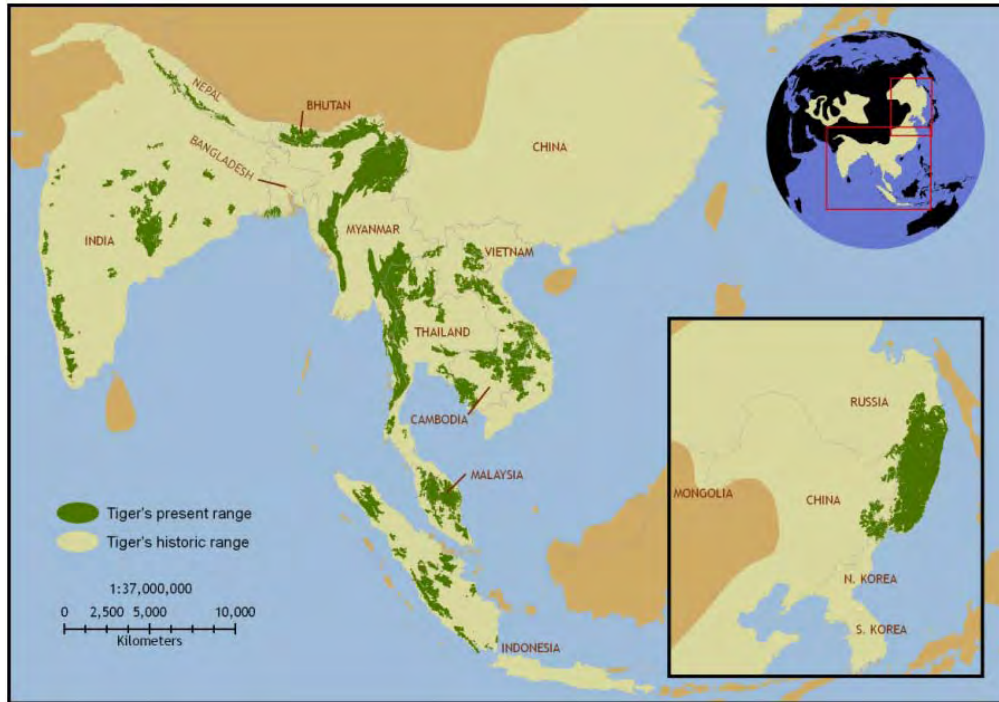 NEPAL
BHUTAN
BANGLADESH
CHINA
INDIA
MYANMAR
VIETNAM
THAILAND
CAMBODIA
MALAYSIA
INDONESIA
Tiger's present range
Tiger's historic range
1:37,000,000
0 2,500 5,000 10,000
Kilometers
RUSSIA
MONGOLIA
CHINA
N. KOREA
S. KOREA